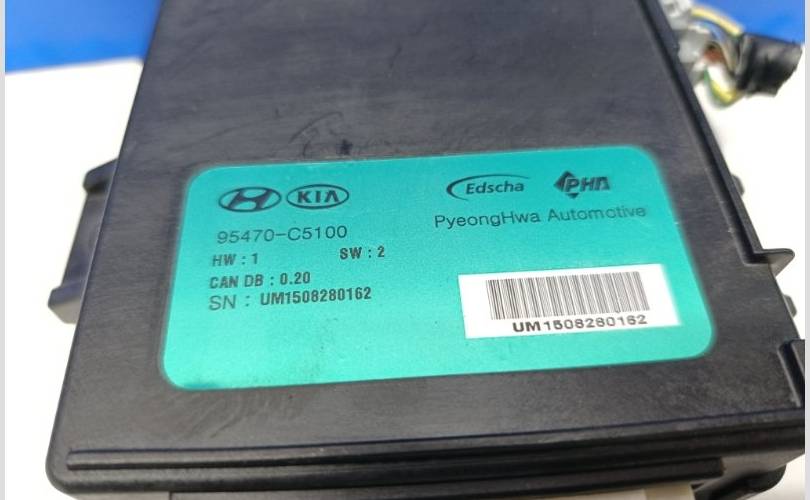 KIA
Edscha
PHA
PyeongHwa Automotive
95470-C5100
HW : 1
SW : 2
CAN DB : 0.20
SN : UM1508280162
UM1508280162